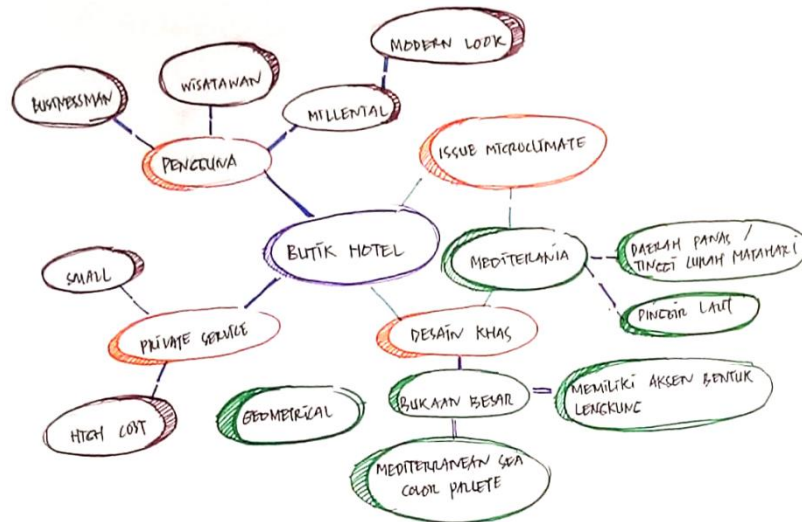 MODERN LOOK
WISATAWAN
BUSINESSMAN
MILLENIAL
PENGGUNA
ISSUE MICROCLIMATE
BUTIK HOTEL
MEDITERANIA
DAERAH PANAS /
TINGGI CURAH MATAHARI
SMALL
PINGGIR LAUT
PRIVATE SERVICE
DESAIN KHAS
HIGH COST
GEOMETRICAL
BUKAAN BESAR
MEMILIKI AKSEN BENTUK
LENGKUNG
MEDITERRANEAN SEA
COLOR PALLETE